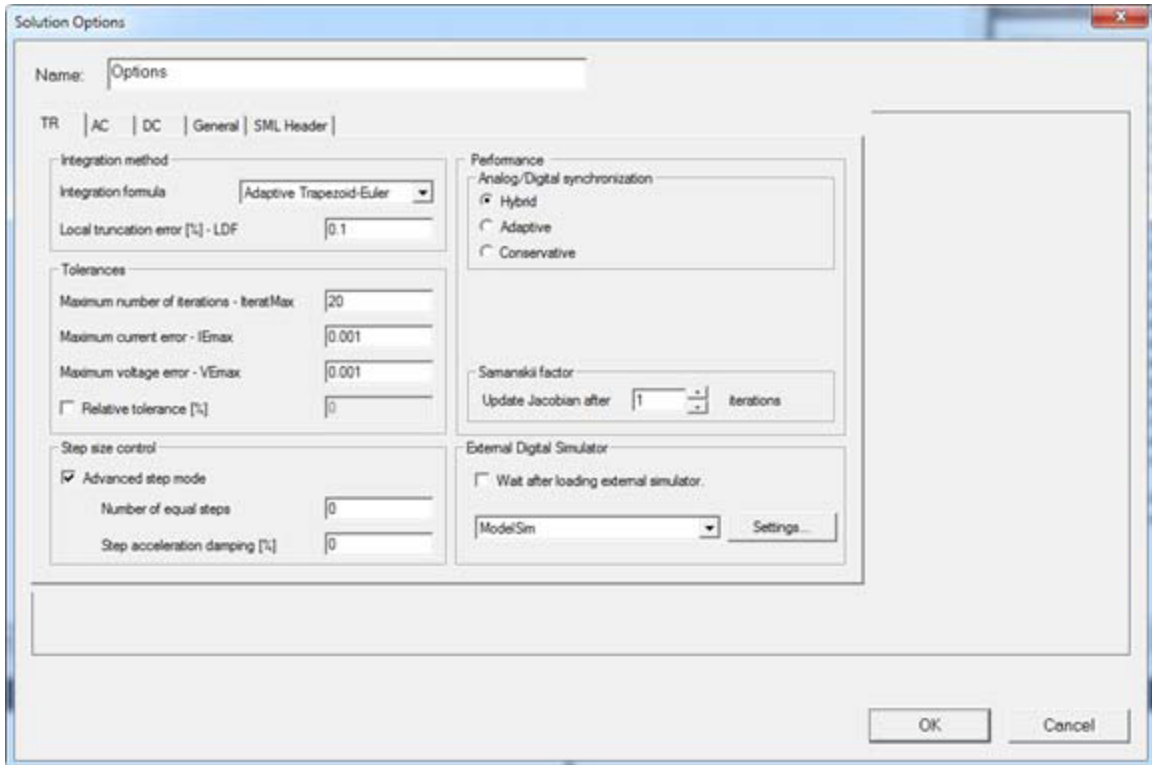 Solution Options
Name: Options
TR AC DC General SML Header
Integration method
Integration formula Adaptive Trapezoid-Euler
Local truncation error [%] - LDF 0.1
Tolerances
Maximum number of iterations - IteratMax 20
Maximum current error - IEmax 0.001
Maximum voltage error - VEmax 0.001
Relative tolerance [%] 0
Step size control
Advanced step mode
Number of equal steps 0
Step acceleration damping [%] 0
Performance
Analog/Digital synchronization
Hybrid
Adaptive
Conservative
Samanskii factor
Update Jacobian after 1 iterations
External Digital Simulator
Wait after loading external simulator.
ModelSim Settings...
OK Cancel